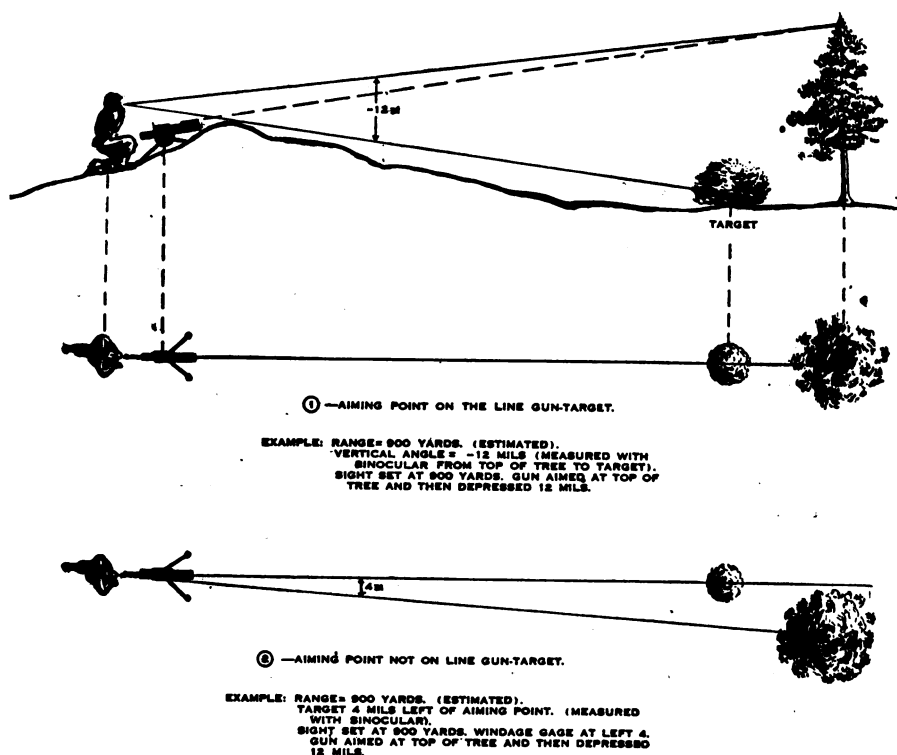 -12 ㎡
TARGET
① —AIMING POINT ON THE LINE GUN-TARGET.
EXAMPLE: RANGE= 900 YARDS. (ESTIMATED).
VERTICAL ANGLE = -12 MILS (MEASURED WITH
BINOCULAR FROM TOP OF TREE TO TARGET).
SIGHT SET AT 900 YARDS. GUN AIMED AT TOP OF
TREE AND THEN DEPRESSED 12 MILS.
4 m
② —AIMING POINT NOT ON LINE GUN-TARGET.
EXAMPLE: RANGE= 900 YARDS. (ESTIMATED).
TARGET 4 MILS LEFT OF AIMING POINT. (MEASURED
WITH BINOCULAR).
SIGHT SET AT 900 YARDS. WINDAGE GAGE AT LEFT 4.
GUN AIMED AT TOP OF TREE AND THEN DEPRESSED
12 MILS.